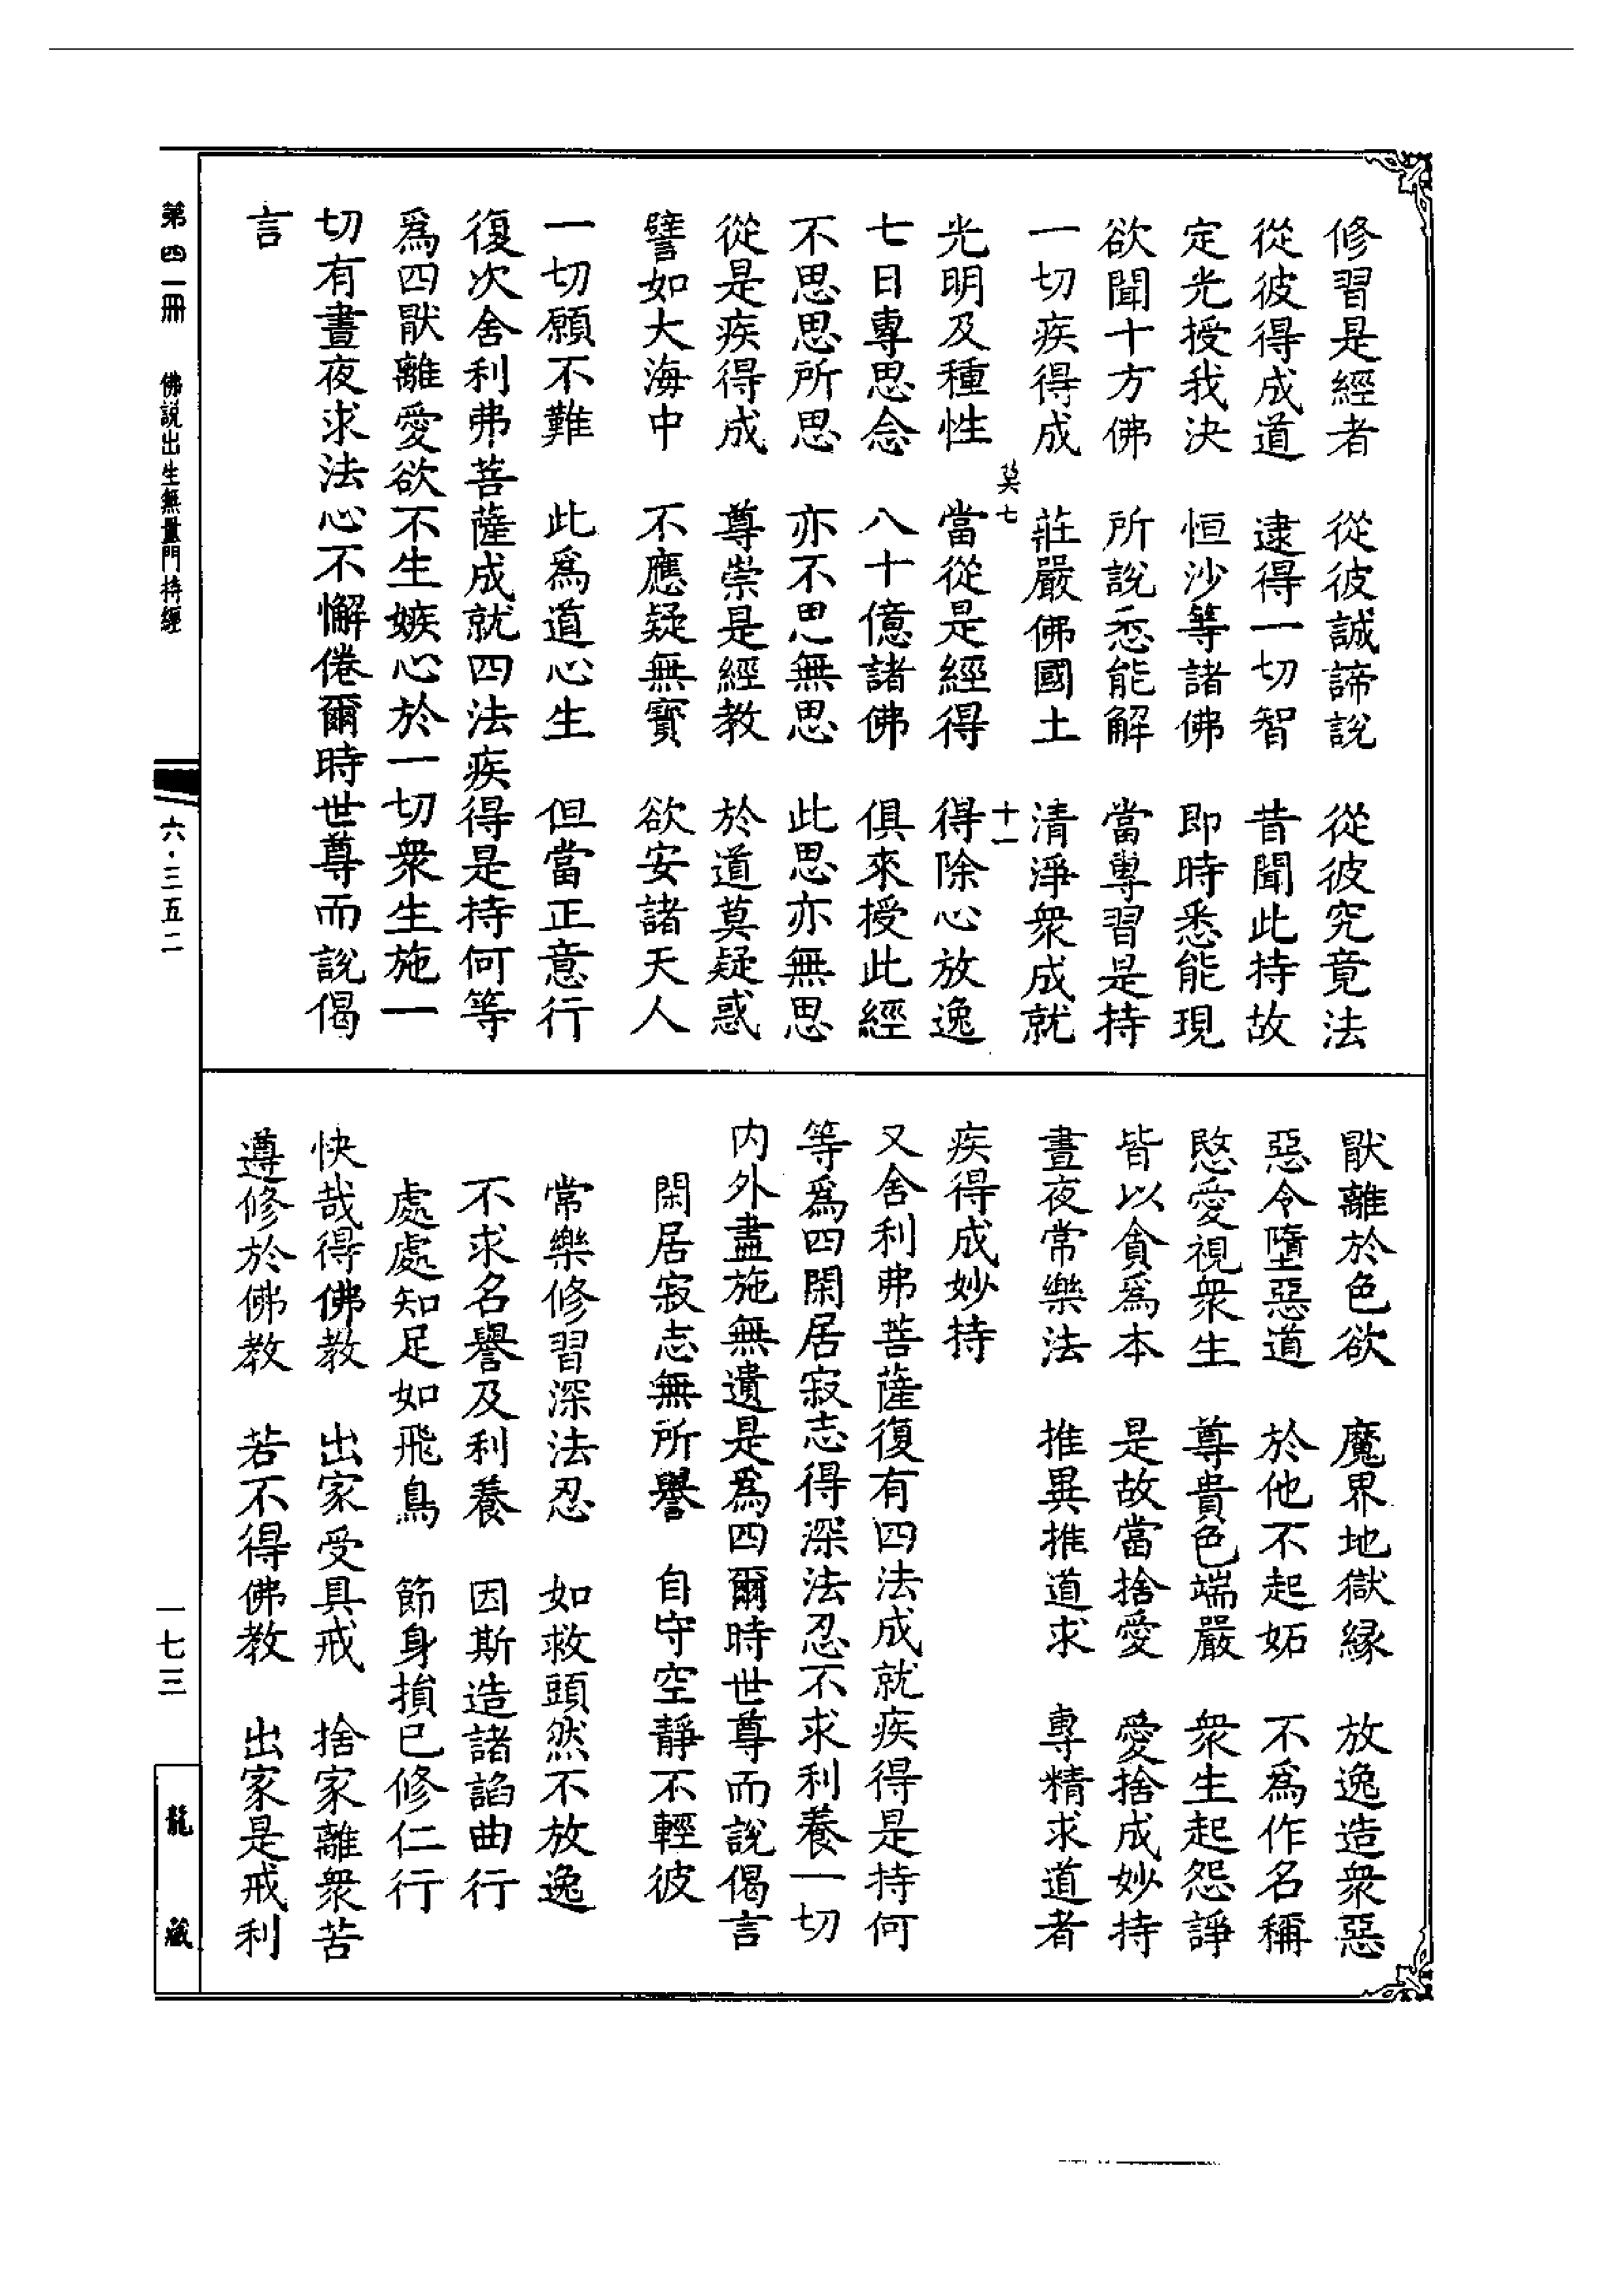 修習是經者　從彼誠諦說　從彼究竟法
從彼得成道　逮得一切智　昔聞此持故
定光授我決　恒沙等諸佛　即時悉能現
欲聞十方佛　所說悉能解　當專習是持
一切疾得成　莊嚴佛國土　清淨衆成就
莫七　十一
光明及種性　當從是經得　得除心放逸
七日專思念　八十億諸佛　俱來授此經
不思思所思　亦不思無思　此思亦無思
從是疾得成　尊崇是經教　於道莫疑惑
譬如大海中　不應疑無寳　欲安諸天人
一切願不難　此爲道心生　但當正意行
復次舍利弗菩薩成就四法疾得是持何等
爲四猒離愛欲不生嫉心於一切衆生施一
切有晝夜求法心不懈倦爾時世尊而說偈
言
猒離於色欲　魔界地獄緣　放逸造衆惡
惡令墮惡道　於他不起妬　不爲作名稱
愍愛視衆生　尊貴色端嚴　衆生起怨諍
皆以貪爲本　是故當捨愛　愛捨成妙持
晝夜常樂法　推異推道求　專精求道者
疾得成妙持
又舍利弗菩薩復有四法成就疾得是持何
等爲四閑居寂志得深法忍不求利養一切
内外盡施無遺是爲四爾時世尊而說偈言
閑居寂志無所譽　自守空靜不輕彼
常樂修習深法忍　如救頭然不放逸
不求名譽及利養　因斯造諸諂曲行
處處知足如飛鳥　節身損已修仁行
快哉得佛教　出家受具戒　捨家離衆苦
遵修於佛教　若不得佛教　出家是戒利
第四一冊　佛說出生無量門持經
六·三五二
一七三
龍藏